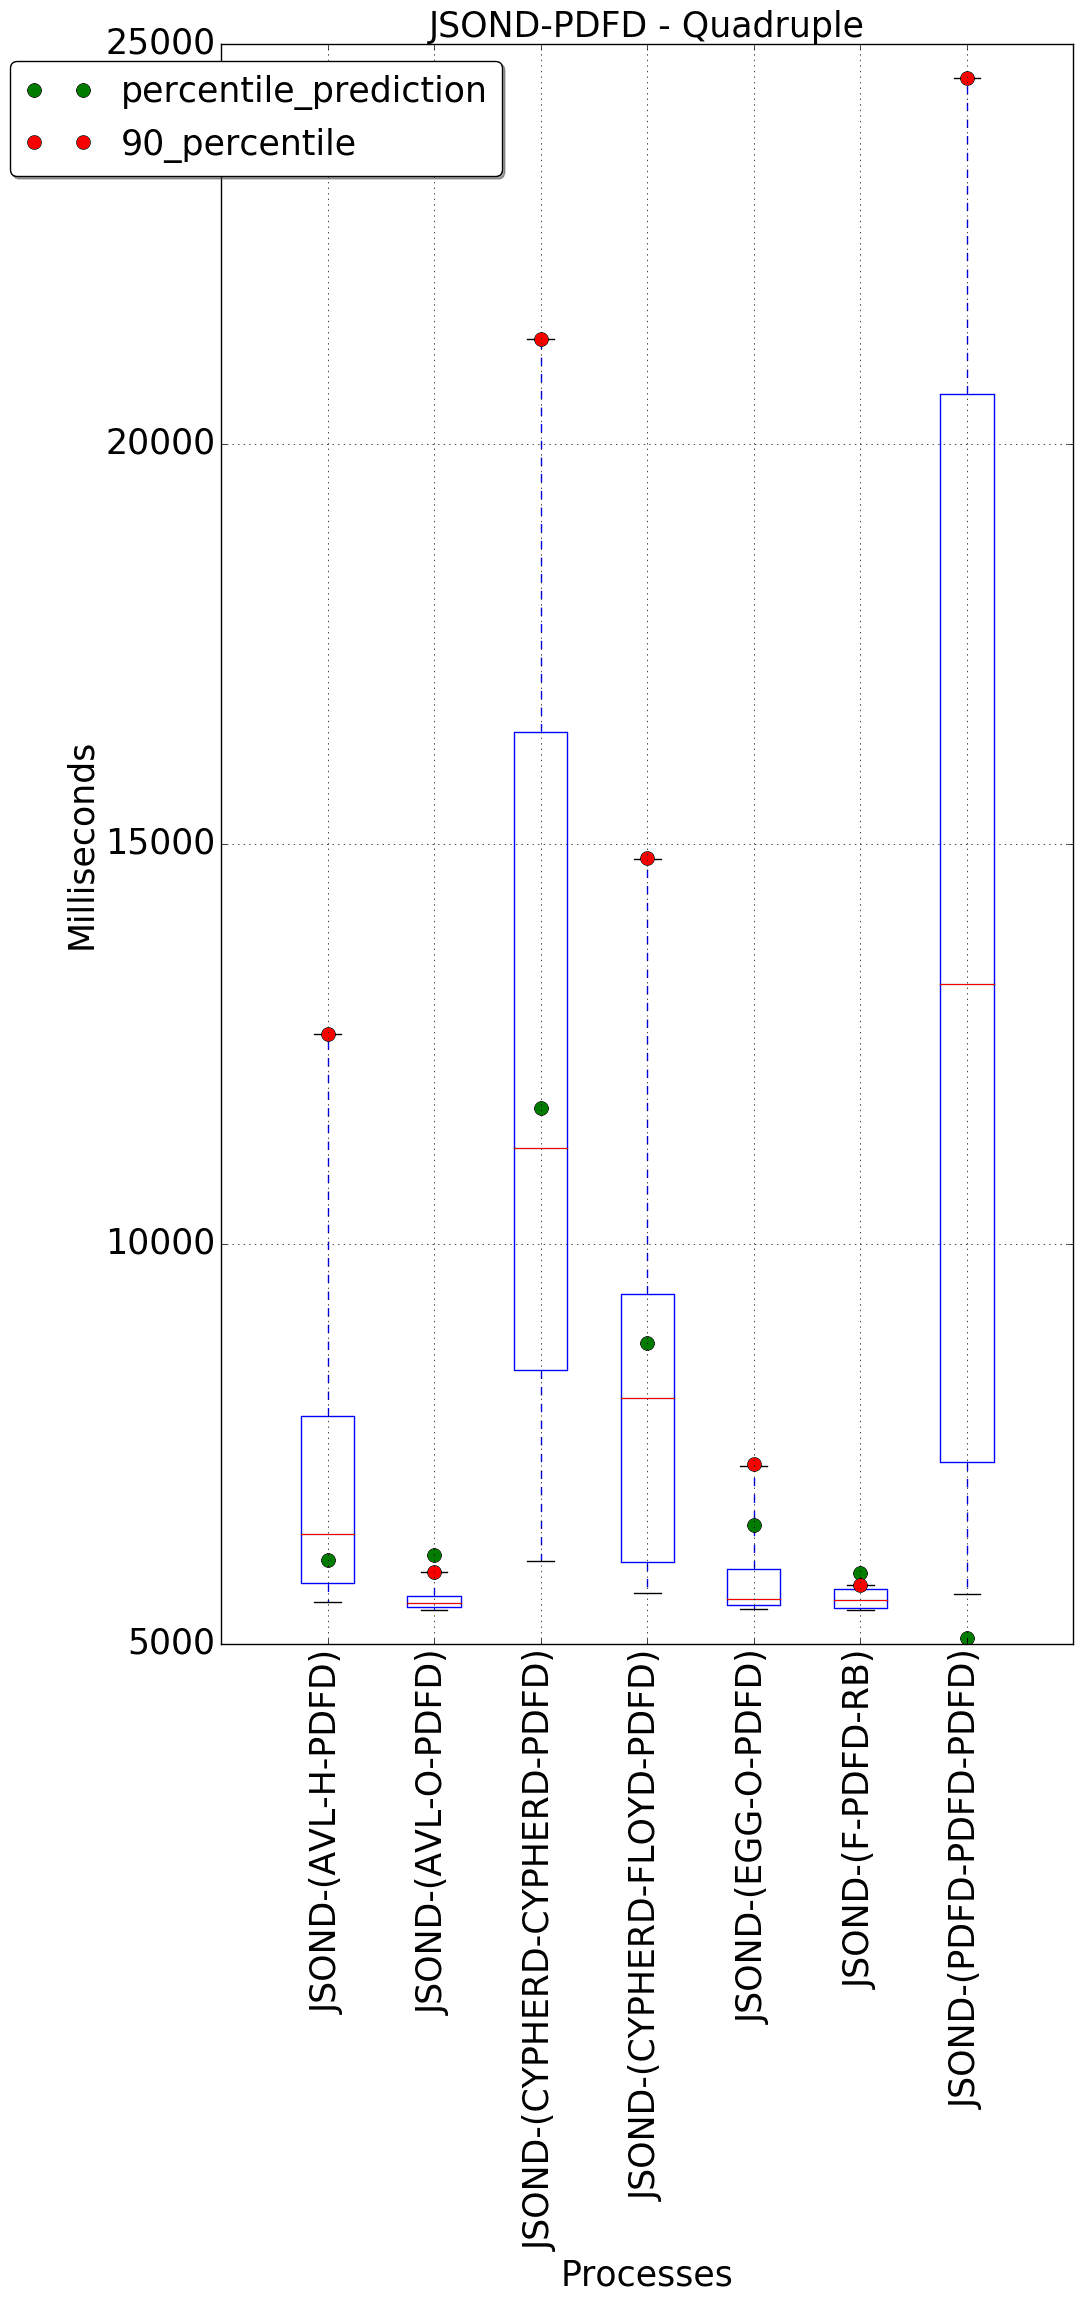 JSOND-PDFD - Quadruple
percentile_prediction
90_percentile
25000
20000
15000
10000
5000
Milliseconds
JSOND-(AVL-H-PDFD)
JSOND-(AVL-O-PDFD)
JSOND-(CYPHERD-CYPHERD-PDFD)
JSOND-(CYPHERD-FLOYD-PDFD)
JSOND-(EGG-O-PDFD)
JSOND-(F-PDFD-RB)
JSOND-(PDFD-PDFD-PDFD)
Processes